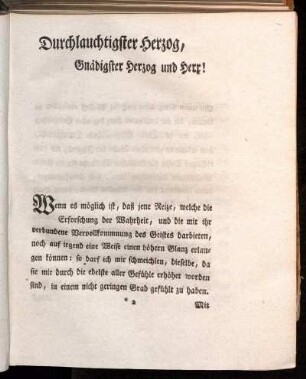 Durchlauchtigster Herzog,
Gnädigster Herzog und Herr!
Wenn es möglich ist, daß jene Reize, welche die
Erforschung der Wahrheit, und die mit ihr
verbundene Vervollkommnung des Geistes darbieten,
noch auf irgend eine Weise einen höhern Glanz erlan-
gen können: so darf ich mir schmeichlen, dieselbe, da
sie mir durch die edelste aller Gefühle erhöhet worden
sind, in einem nicht geringen Grad gefühlt zu haben.
* 2
Mit